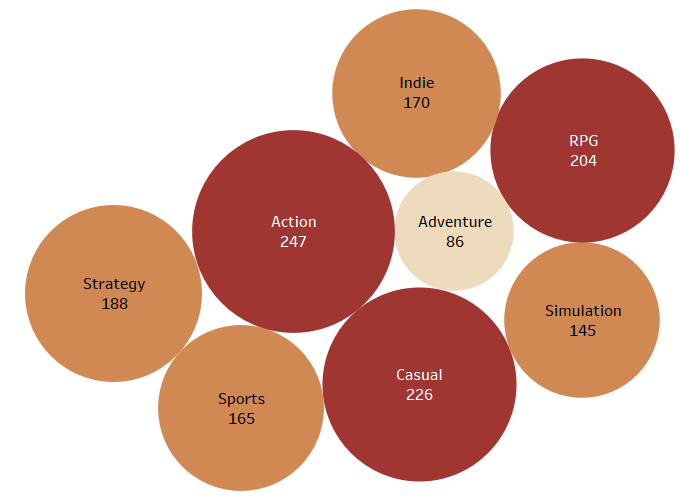 Indie
170
RPG
204
Action
247
Adventure
86
Strategy
188
Simulation
145
Casual
226
Sports
165